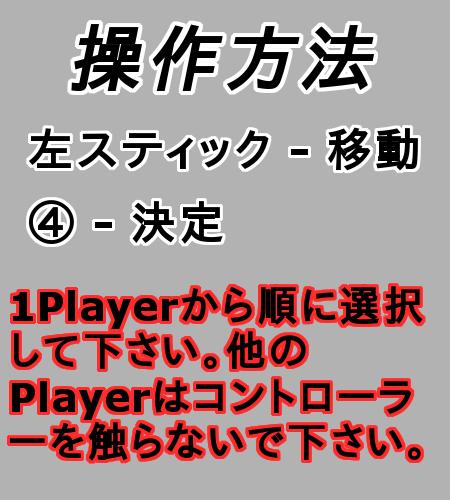 操作方法
左スティック - 移動
④ - 決定
1Playerから順に選択
して下さい。他の
Playerはコントローラ
ーを触らないで下さい。